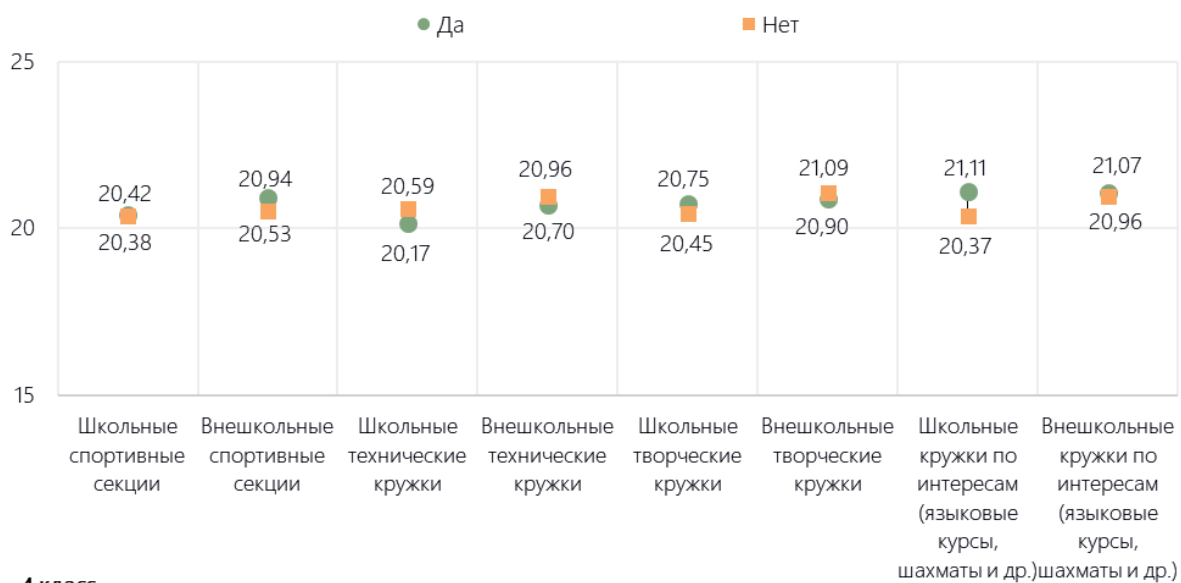 Да Нет
25
20,42 20,94 20,59 20,96 20,75 21,09 21,11 21,07
20
20,38 20,53 20,17 20,70 20,45 20,90 20,37 20,96
15
Школьные Внешкольные Школьные Внешкольные Школьные Внешкольные Школьные Внешкольные
спортивные спортивные технические технические творческие творческие кружки по кружки по
секции секции кружки кружки кружки кружки интересам интересам
(языковые (языковые
курсы, курсы,
шахматы и др.) шахматы и др.)
4 класс